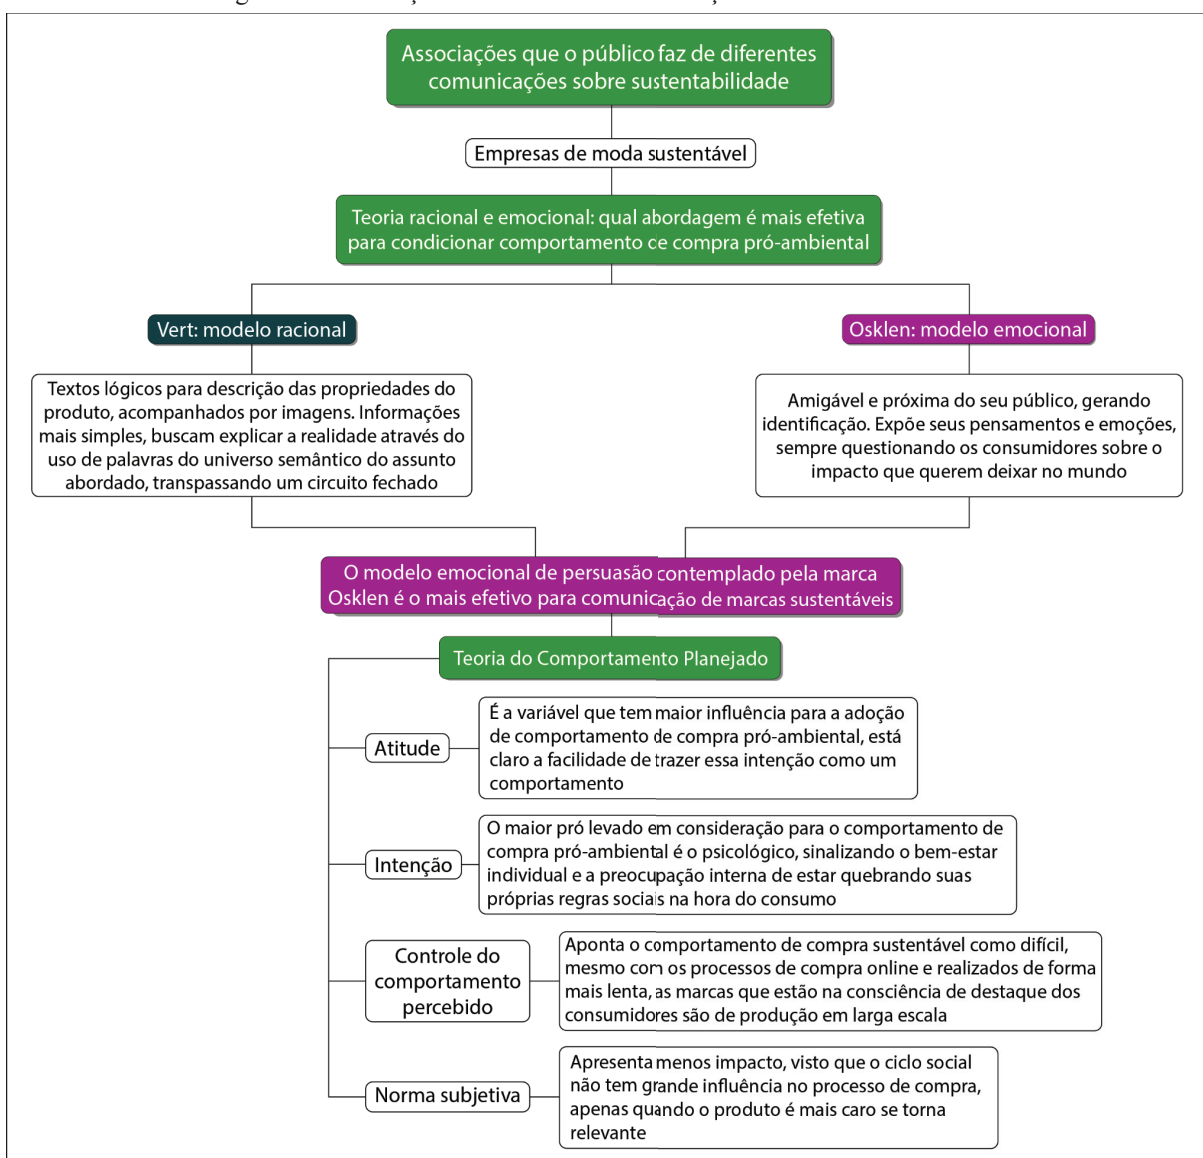 Associações que o público faz de diferentes
comunicações sobre sustentabilidade
Empresas de moda sustentável
Teoria racional e emocional: qual abordagem é mais efetiva
para condicionar comportamento de compra pró-ambiental
Vert: modelo racional
Osklen: modelo emocional
Textos lógicos para descrição das propriedades do
produto, acompanhados por imagens. Informações
mais simples, buscam explicar a realidade através do
uso de palavras do universo semântico do assunto
abordado, transpassando um circuito fechado
Amigável e próxima do seu público, gerando
identificação. Expõe seus pensamentos e emoções,
sempre questionando os consumidores sobre o
impacto que querem deixar no mundo
O modelo emocional de persuasão contemplado pela marca
Osklen é o mais efetivo para comunicação de marcas sustentáveis
Teoria do Comportamento Planejado
Atitude
É a variável que tem maior influência para a adoção
de comportamento de compra pró-ambiental, está
claro a facilidade de trazer essa intenção como um
comportamento
Intenção
O maior pró levado em consideração para o comportamento de
compra pró-ambiental é o psicológico, sinalizando o bem-estar
individual e a preocupação interna de estar quebrando suas
próprias regras sociais na hora do consumo
Controle do
comportamento
percebido
Aponta o comportamento de compra sustentável como difícil,
mesmo com os processos de compra online e realizados de forma
mais lenta, as marcas que estão na consciência de destaque dos
consumidores são de produção em larga escala
Norma subjetiva
Apresenta menos impacto, visto que o ciclo social
não tem grande influência no processo de compra,
apenas quando o produto é mais caro se torna
relevante